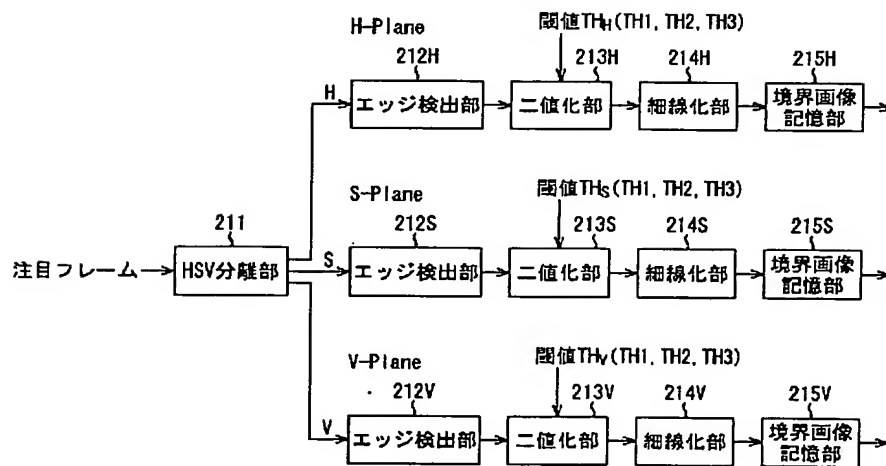 H-Plane
閾値THH(TH1, TH2, TH3)
212H
213H
214H
215H
H
エッジ検出部
二値化部
細線化部
境界画像
記憶部
S-Plane
閾値THS(TH1, TH2, TH3)
211
212S
213S
214S
215S
注目フレーム
HSV分離部
S
エッジ検出部
二値化部
細線化部
境界画像
記憶部
V-Plane
閾値THV(TH1, TH2, TH3)
212V
213V
214V
215V
V
エッジ検出部
二値化部
細線化部
境界画像
記憶部